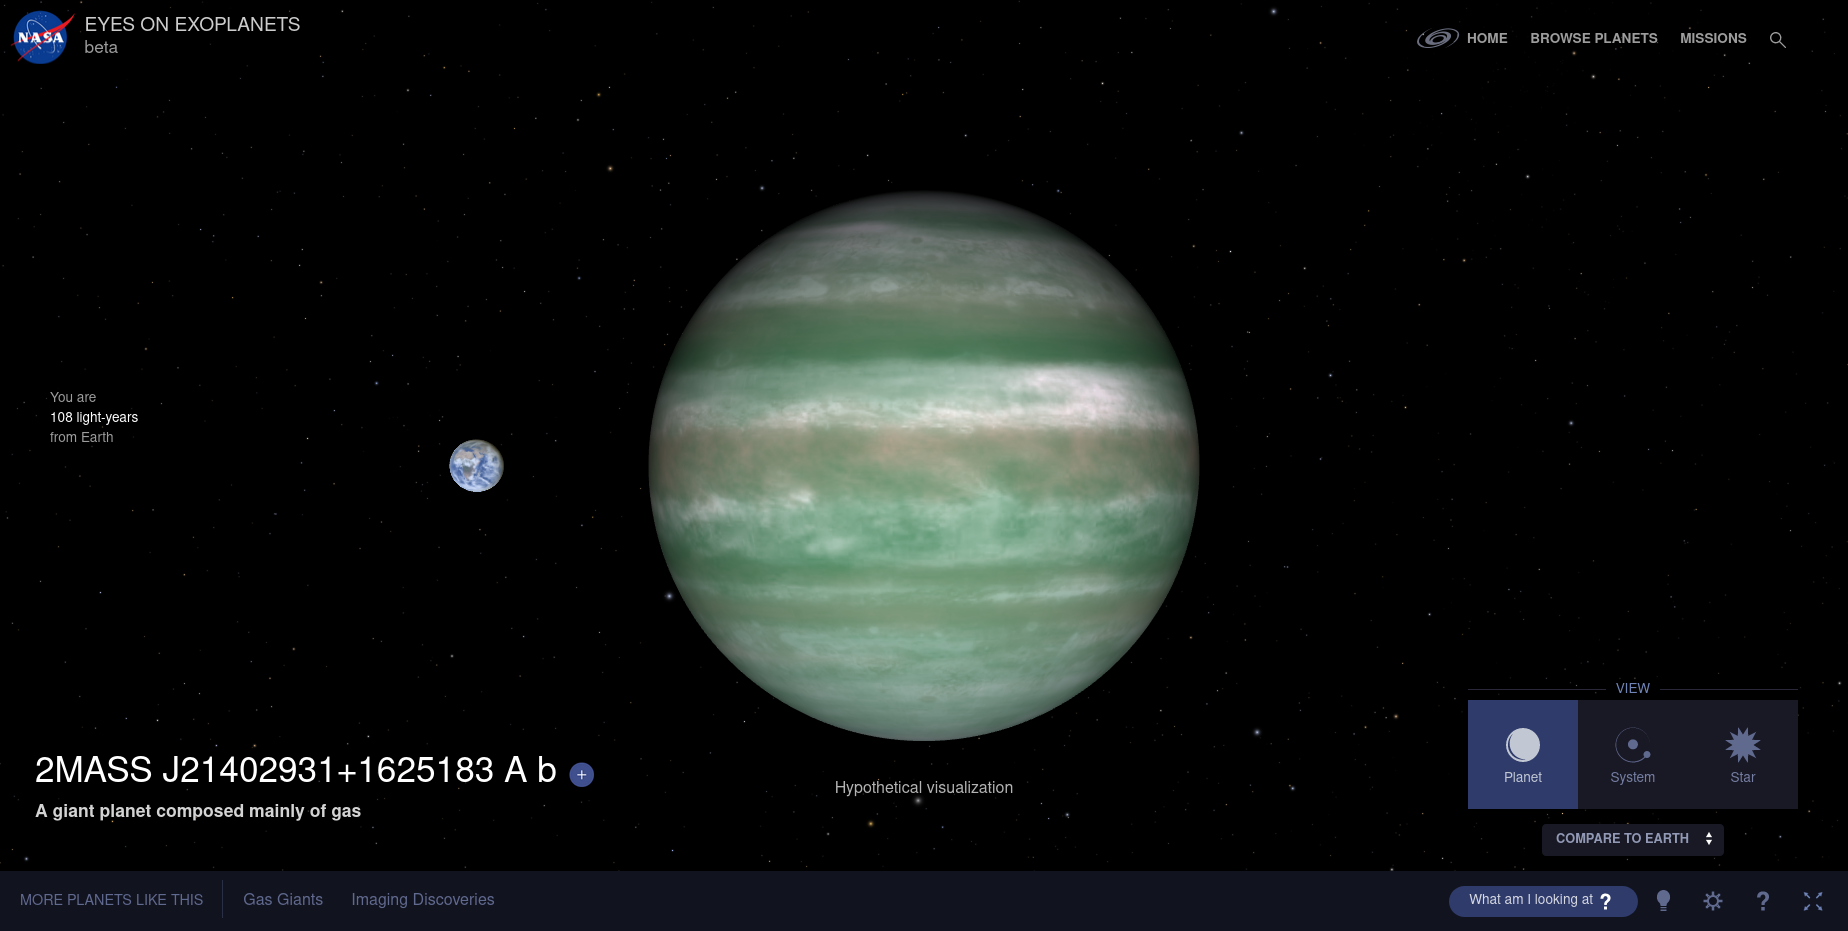 NASA
EYES ON EXOPLANETS
beta
HOME
BROWSE PLANETS
MISSIONS
You are
108 light-years
from Earth
2MASS J21402931+1625183 A b +
A giant planet composed mainly of gas
Hypothetical visualization
VIEW
Planet
System
Star
COMPARE TO EARTH
MORE PLANETS LIKE THIS
Gas Giants
Imaging Discoveries
What am I looking at ?
?